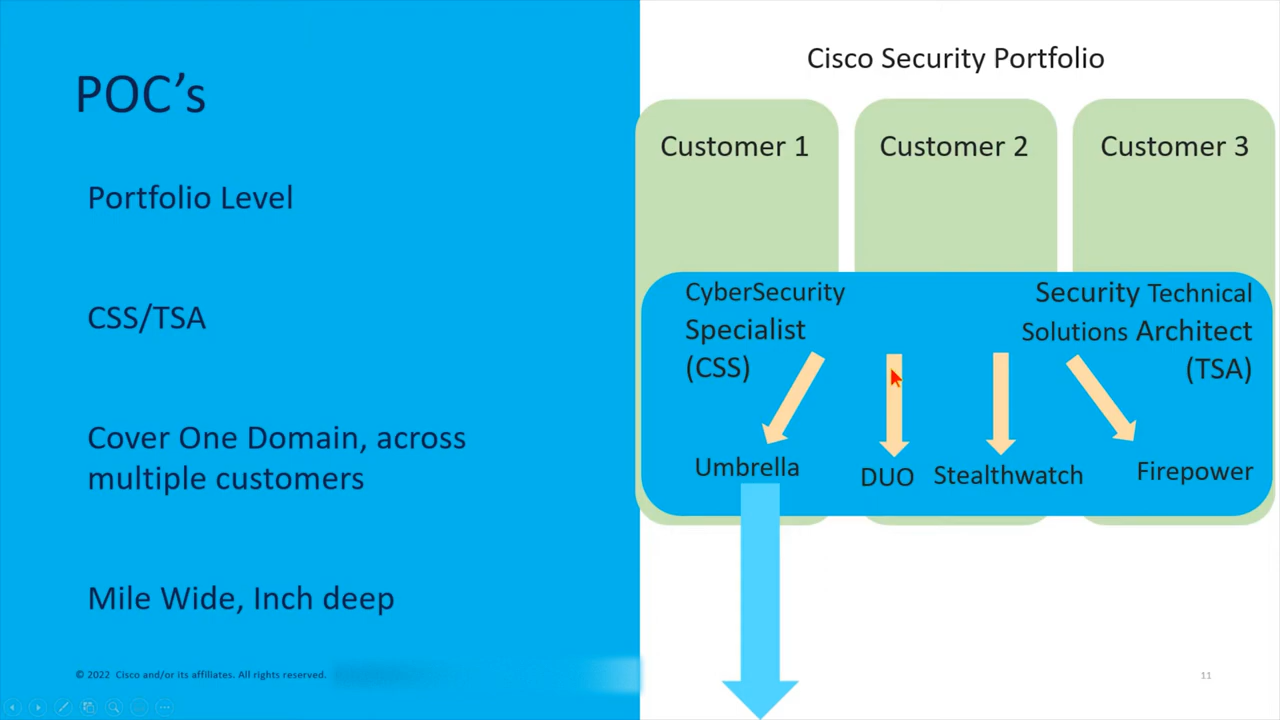 POC’s
Portfolio Level
CSS/TSA
Cover One Domain, across
multiple customers
Mile Wide, Inch deep
© 2022 Cisco and/or its affiliates. All rights reserved.
Cisco Security Portfolio
Customer 1
Customer 2
Customer 3
CyberSecurity
Specialist
(CSS)
Security Technical
Solutions Architect
(TSA)
Umbrella
DUO
Stealthwatch
Firepower
11